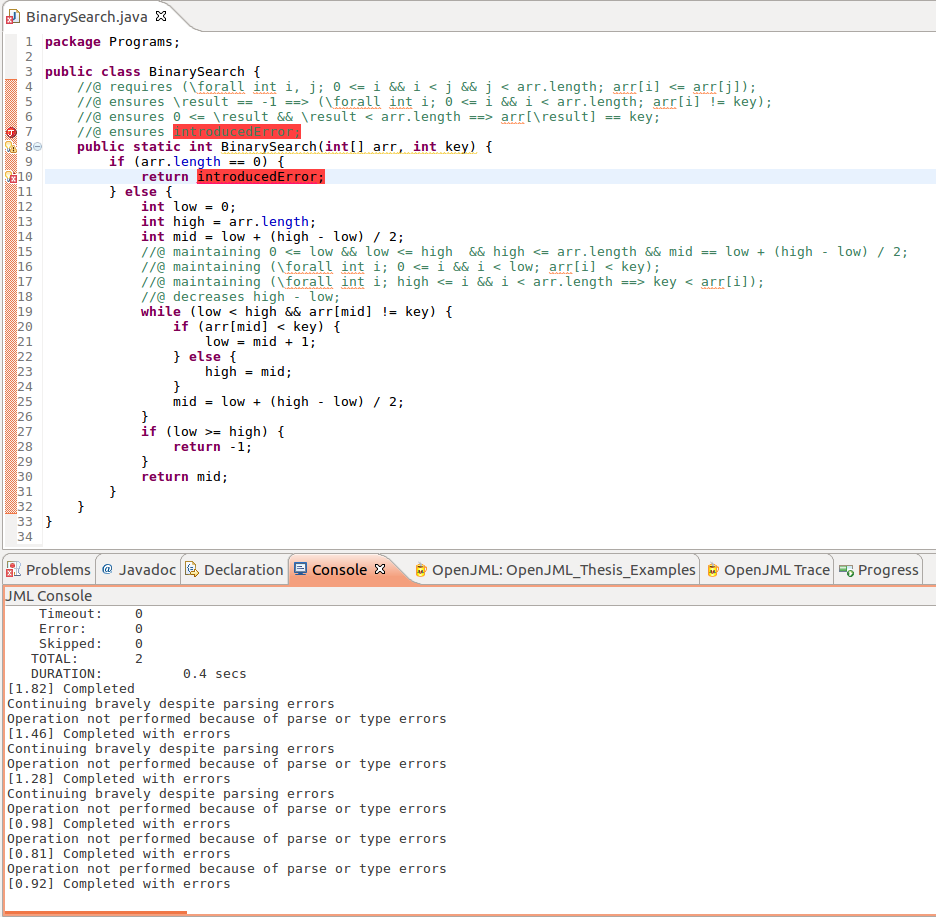 BinarySearch.java
1 package Programs;
2
3 public class BinarySearch {
4 //@ requires (\forall int i, j; 0 <= i && i < j && j < arr.length; arr[i] <= arr[j]);
5 //@ ensures \result == -1 ==> (\forall int i; 0 <= i && i < arr.length; arr[i] != key);
6 //@ ensures 0 <= \result && \result < arr.length ==> arr[\result] == key;
7 //@ ensures introducedError;
8 public static int BinarySearch(int[] arr, int key) {
9 if (arr.length == 0) {
10 return introducedError;
11 } else {
12 int low = 0;
13 int high = arr.length;
14 int mid = low + (high - low) / 2;
15 //@ maintaining 0 <= low && low <= high  && high <= arr.length && mid == low + (high - low) / 2;
16 //@ maintaining (\forall int i; 0 <= i && i < low; arr[i] < key);
17 //@ maintaining (\forall int i; high <= i && i < arr.length ==> key < arr[i]);
18 //@ decreases high - low;
19 while (low < high && arr[mid] != key) {
20 if (arr[mid] < key) {
21 low = mid + 1;
22 } else {
23 high = mid;
24 }
25 mid = low + (high - low) / 2;
26 }
27 if (low >= high) {
28 return -1;
29 }
30 return mid;
31 }
32 }
33 }
34
Problems @ Javadoc Declaration Console OpenJML: OpenJML_Thesis_Examples OpenJML Trace Progress
JML Console
Timeout: 0
Error: 0
Skipped: 0
TOTAL: 2
DURATION: 0.4 secs
[1.82] Completed
Continuing bravely despite parsing errors
Operation not performed because of parse or type errors
[1.46] Completed with errors
Continuing bravely despite parsing errors
Operation not performed because of parse or type errors
[1.28] Completed with errors
Continuing bravely despite parsing errors
Operation not performed because of parse or type errors
[0.98] Completed with errors
Operation not performed because of parse or type errors
[0.81] Completed with errors
Operation not performed because of parse or type errors
[0.92] Completed with errors